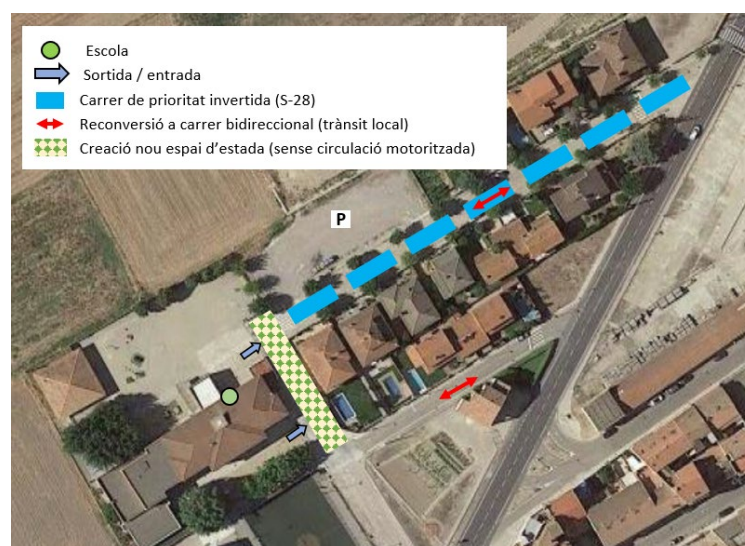 Escola
Sortida / entrada
Carrer de prioritat invertida (S-28)
Reconversió a carrer bidireccional (trànsit local)
Creació nou espai d’estada (sense circulació motoritzada)
P